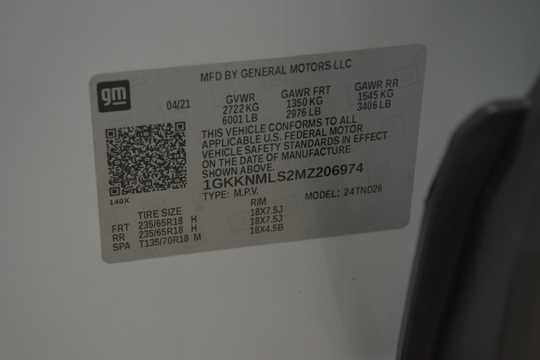 gm
MFD BY GENERAL MOTORS LLC
04/21
GVWR
2722 KG
6001 LB
GAWR FRT
1350 KG
2976 LB
GAWR RR
1545 KG
3406 LB
THIS VEHICLE CONFORMS TO ALL
APPLICABLE U.S. FEDERAL MOTOR
VEHICLE SAFETY STANDARDS IN EFFECT
ON THE DATE OF MANUFACTURE
SHOWN ABOVE.
1GKKNMLS2MZ206974
TYPE: M.P.V. MODEL: 24TND26
140X
TIRE SIZE RIM
FRT 235/65R18 H 18X7.5J
RR 235/65R18 H 18X7.5J
SPA T135/70R18 M 18X4.5B